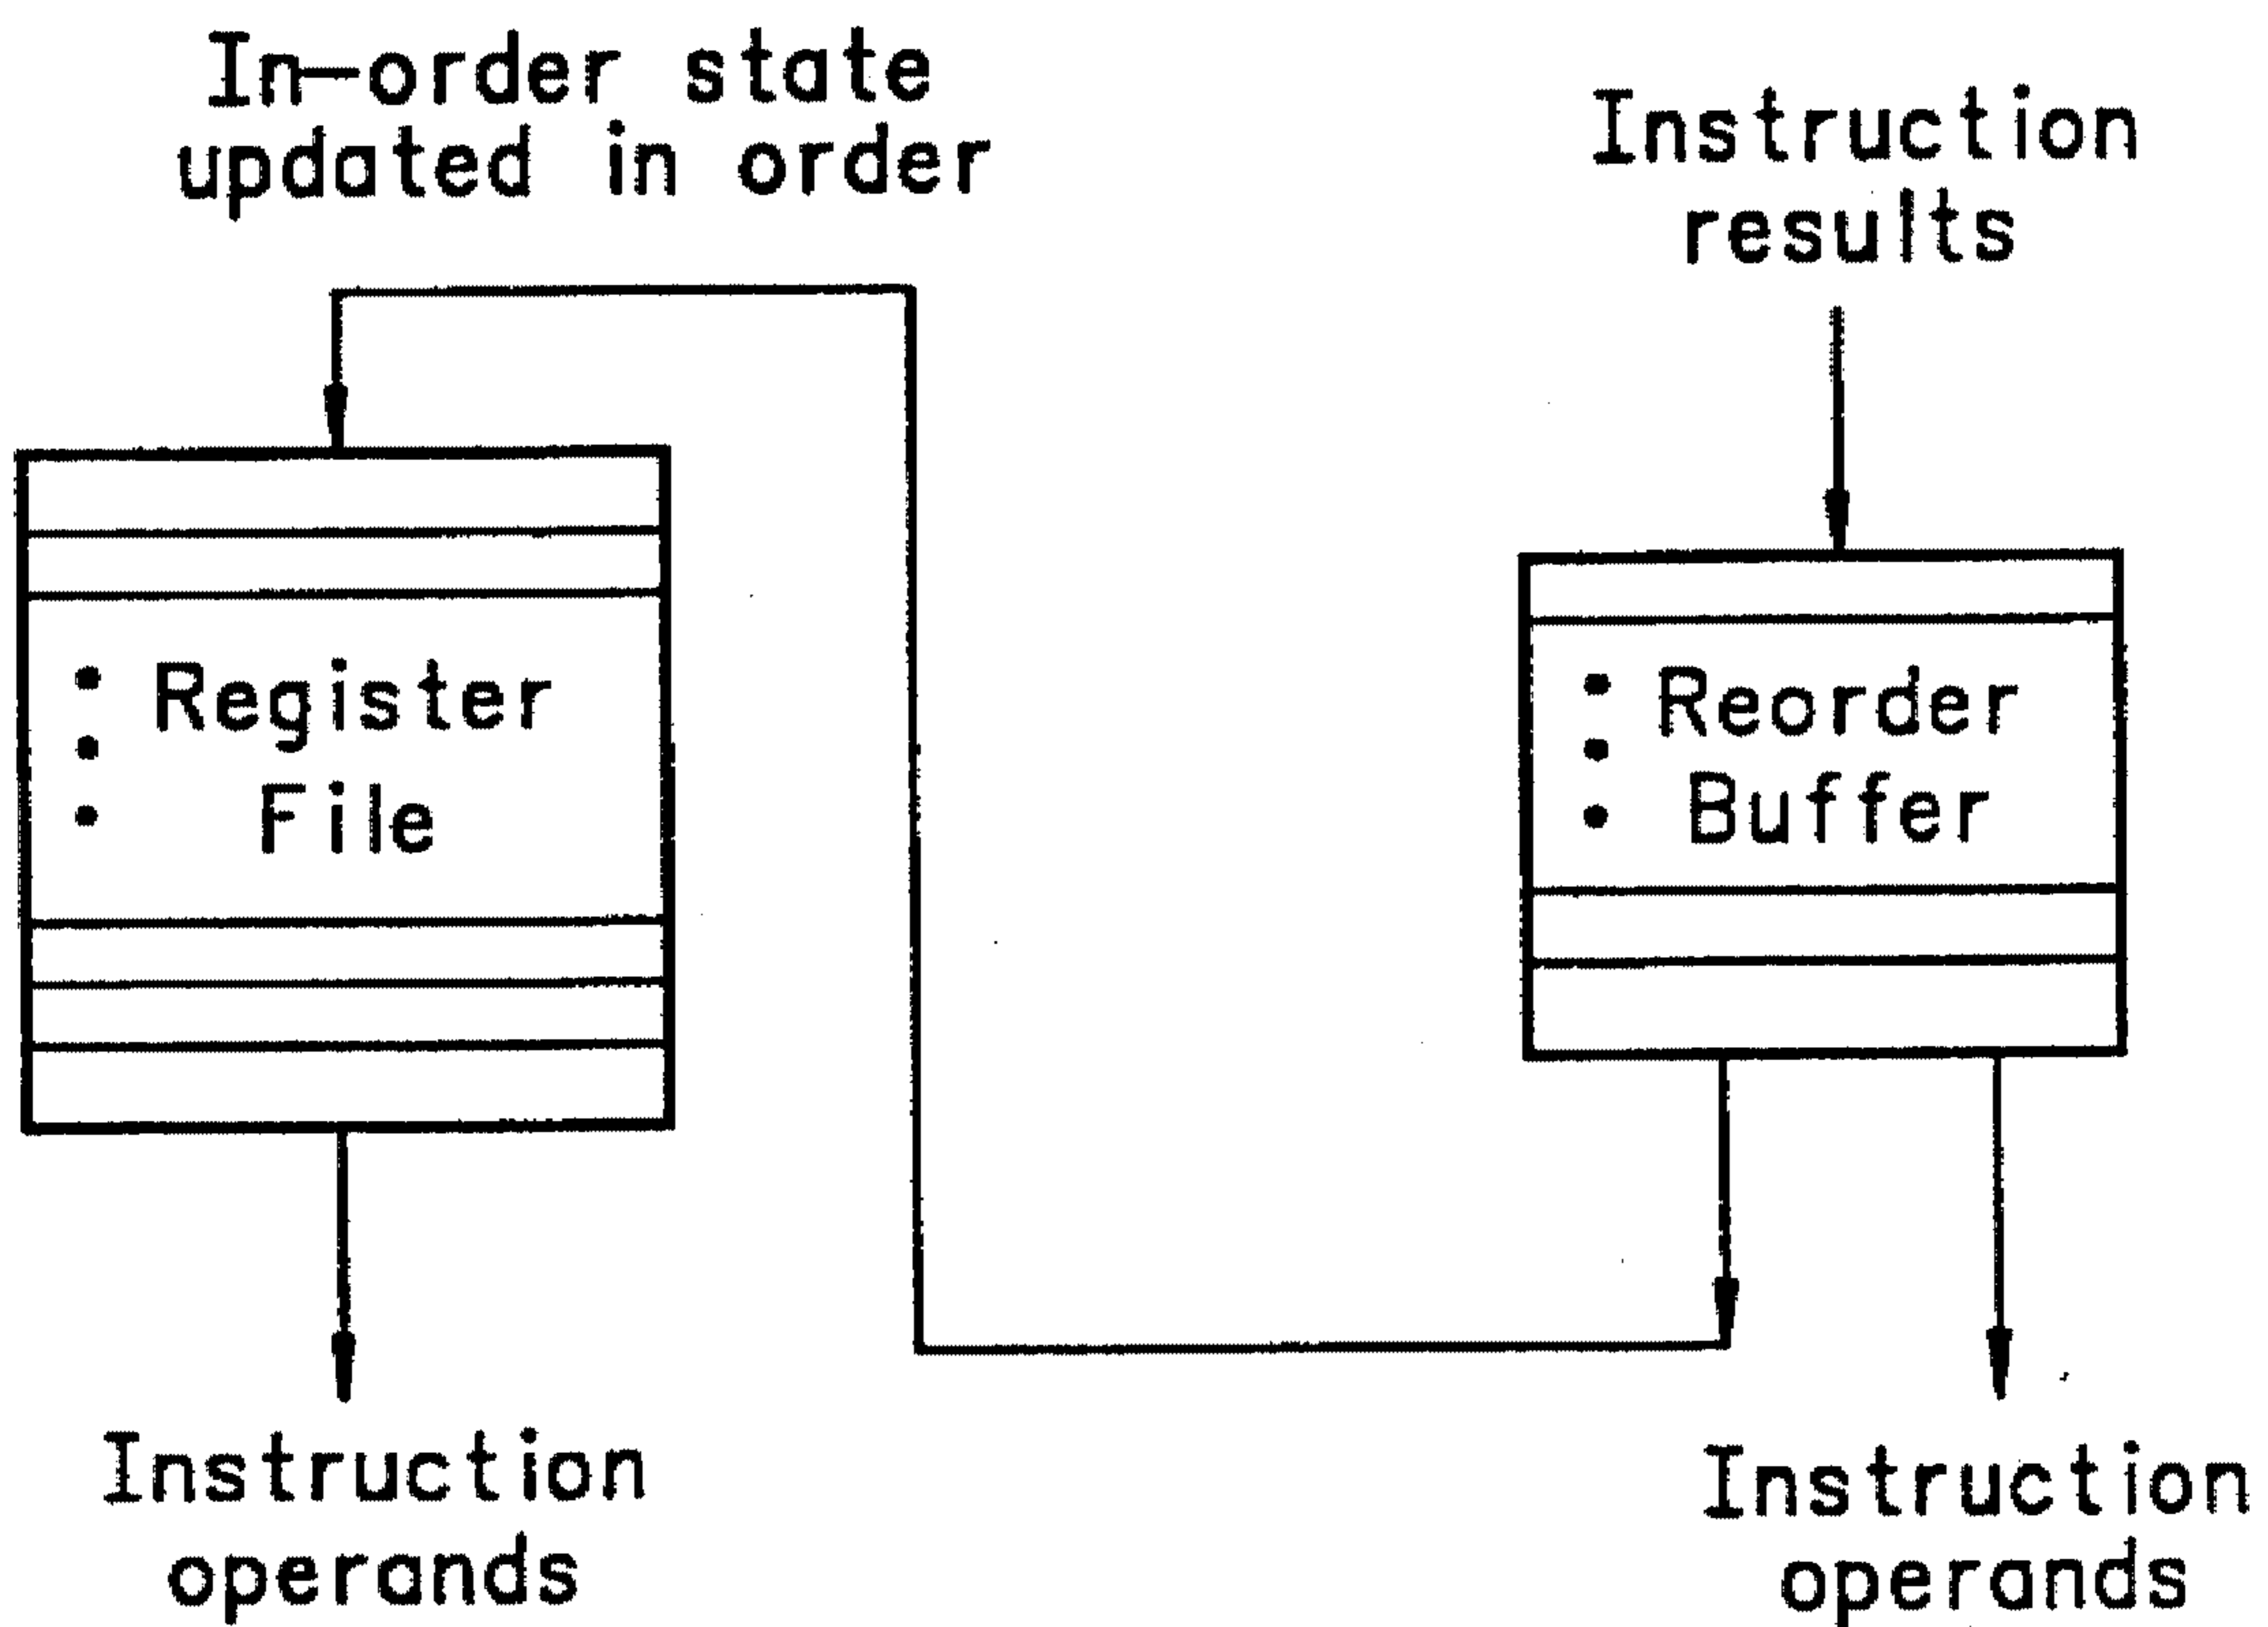 In-order state
updated in order
Instruction
results
Register
File
Reorder
Buffer
Instruction
operands
Instruction
operands